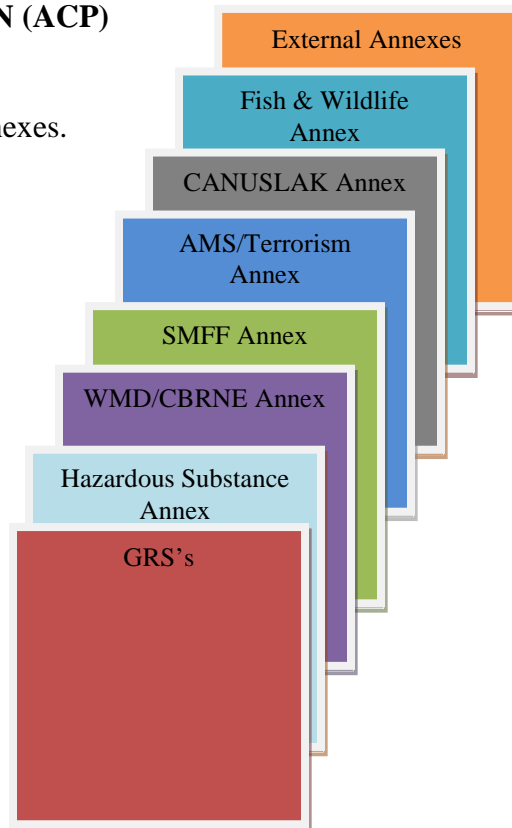 N (ACP)
External Annexes
Fish & Wildlife
Annex
nexes.
CANUSLAK Annex
AMS/Terrorism
Annex
SMFF Annex
WMD/CBRNE Annex
Hazardous Substance
Annex
GRS’s